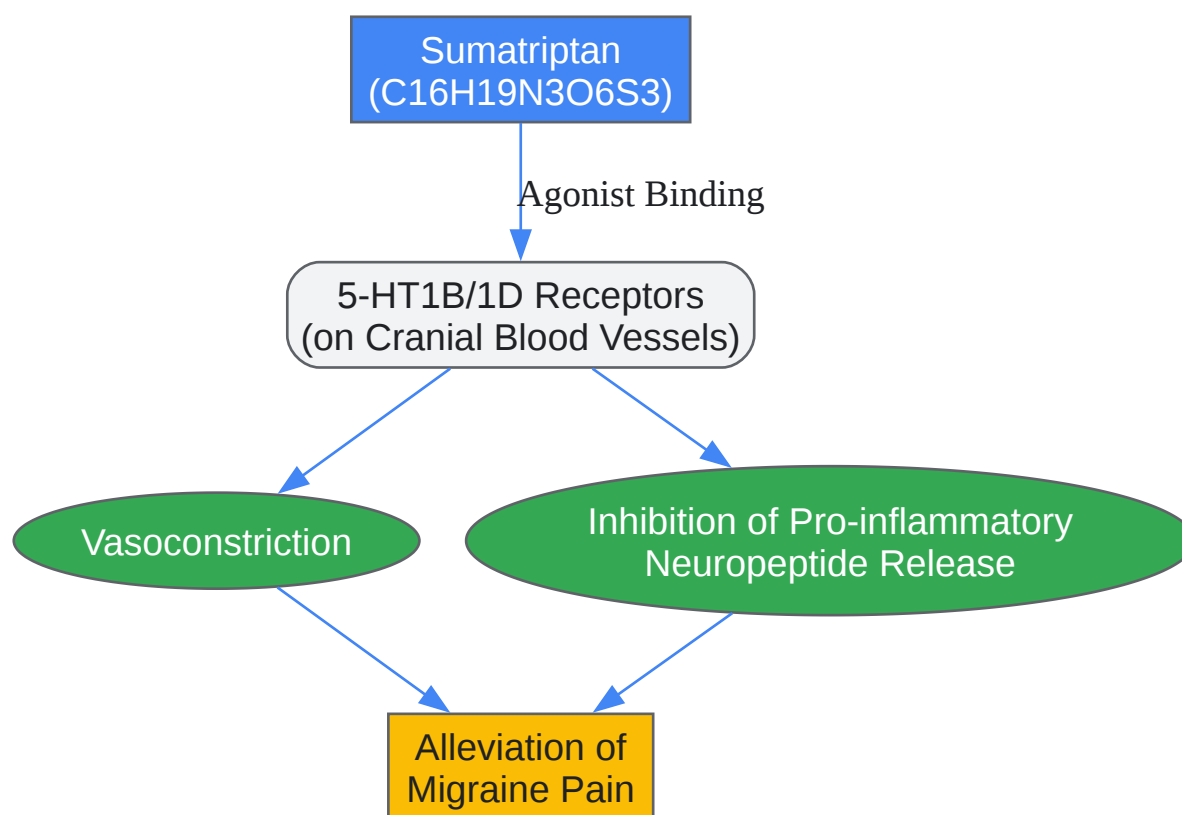 Sumatriptan
(C16H19N3O6S3)
Agonist Binding
5-HT1B/1D Receptors
(on Cranial Blood Vessels)
Vasoconstriction
Inhibition of Pro-inflammatory
Neuropeptide Release
Alleviation of
Migraine Pain